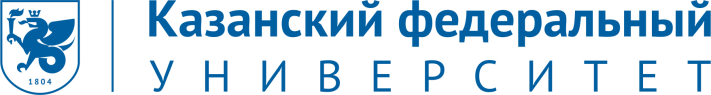 Казанский федеральный
УНИВЕРСИТЕТ
1804